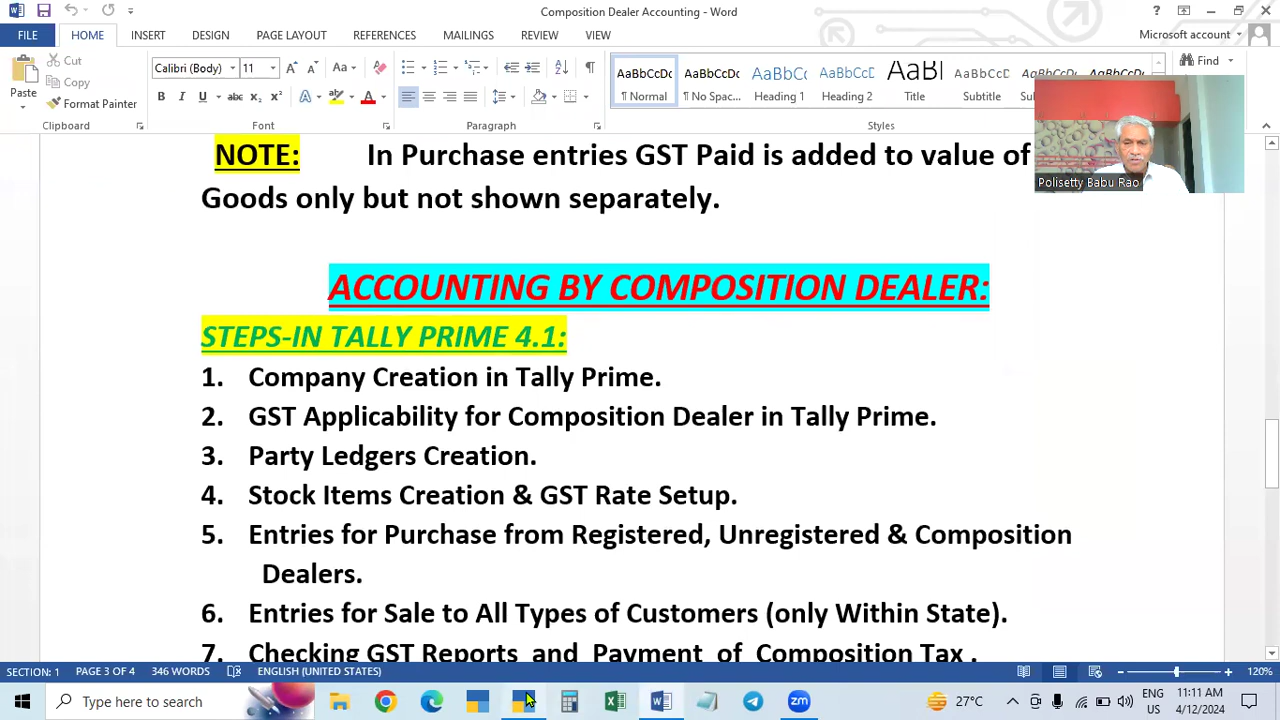 Composition Dealer Accounting - Word
FILE HOME INSERT DESIGN PAGE LAYOUT REFERENCES MAILINGS REVIEW VIEW Microsoft account
Cut
Copy
Format Painter
Paste
Clipboard
Calibri (Body) 11
Font
Paragraph
AaBbCcDc AaBbCcDc AaBbCc AaBbCcD AaBl AaBbCcD AaBbCcDc
¶ Normal ¶ No Spac... Heading 1 Heading 2 Title Subtitle
Styles
Find
Polisetty Babu Rao
NOTE: In Purchase entries GST Paid is added to value of
Goods only but not shown separately.
ACCOUNTING BY COMPOSITION DEALER:
STEPS-IN TALLY PRIME 4.1:
1. Company Creation in Tally Prime.
2. GST Applicability for Composition Dealer in Tally Prime.
3. Party Ledgers Creation.
4. Stock Items Creation & GST Rate Setup.
5. Entries for Purchase from Registered, Unregistered & Composition
Dealers.
6. Entries for Sale to All Types of Customers (only Within State).
7. Checking GST Reports and Payment of Composition Tax .
SECTION: 1 PAGE 3 OF 4 346 WORDS ENGLISH (UNITED STATES) 120%
Type here to search
27°C
ENG
US
11:11 AM
4/12/2024